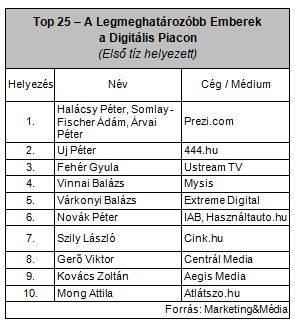 Top 25 – A Legmeghatározóbb Emberek
a Digitális Piacon
(Első tíz helyezett)
Helyezés Név Cég / Médium
1. Halácsy Péter, Somlay-
Fischer Ádám, Árvai
Péter Prezi.com
2. Uj Péter 444.hu
3. Fehér Gyula Ustream TV
4. Vinnai Balázs Mysis
5. Várkonyi Balázs Extreme Digital
6. Novák Péter IAB, Használtauto.hu
7. Szily László Cink.hu
8. Gerő Viktor Centrál Media
9. Kovács Zoltán Aegis Media
10. Mong Attila Atlátszo.hu
Forrás: Marketing&Média